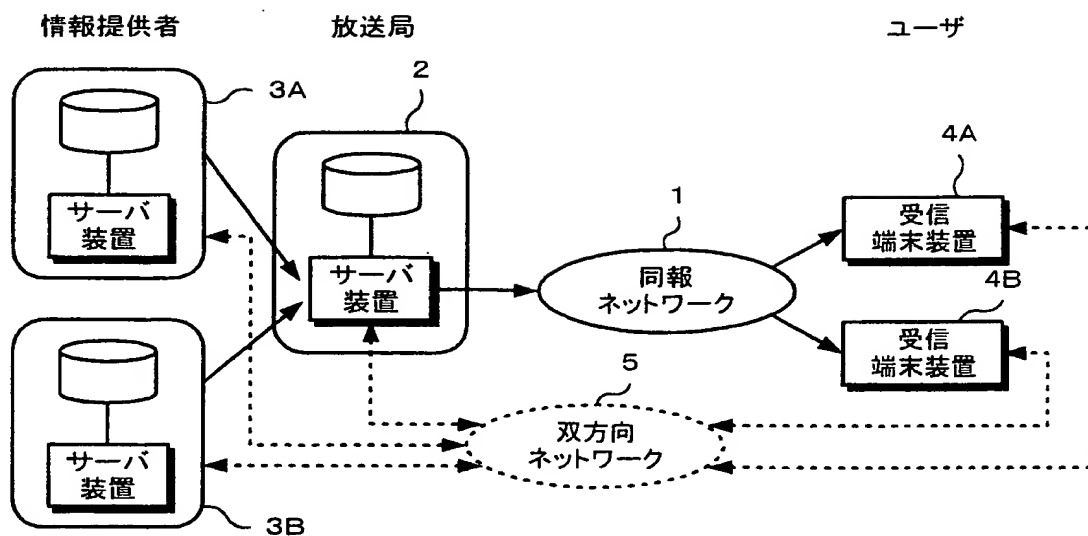 情報提供者
放送局
ユーザ
3A
サーバ
装置
2
サーバ
装置
1
同報
ネットワーク
4A
受信
端末装置
4B
受信
端末装置
3B
サーバ
装置
5
双方向
ネットワーク